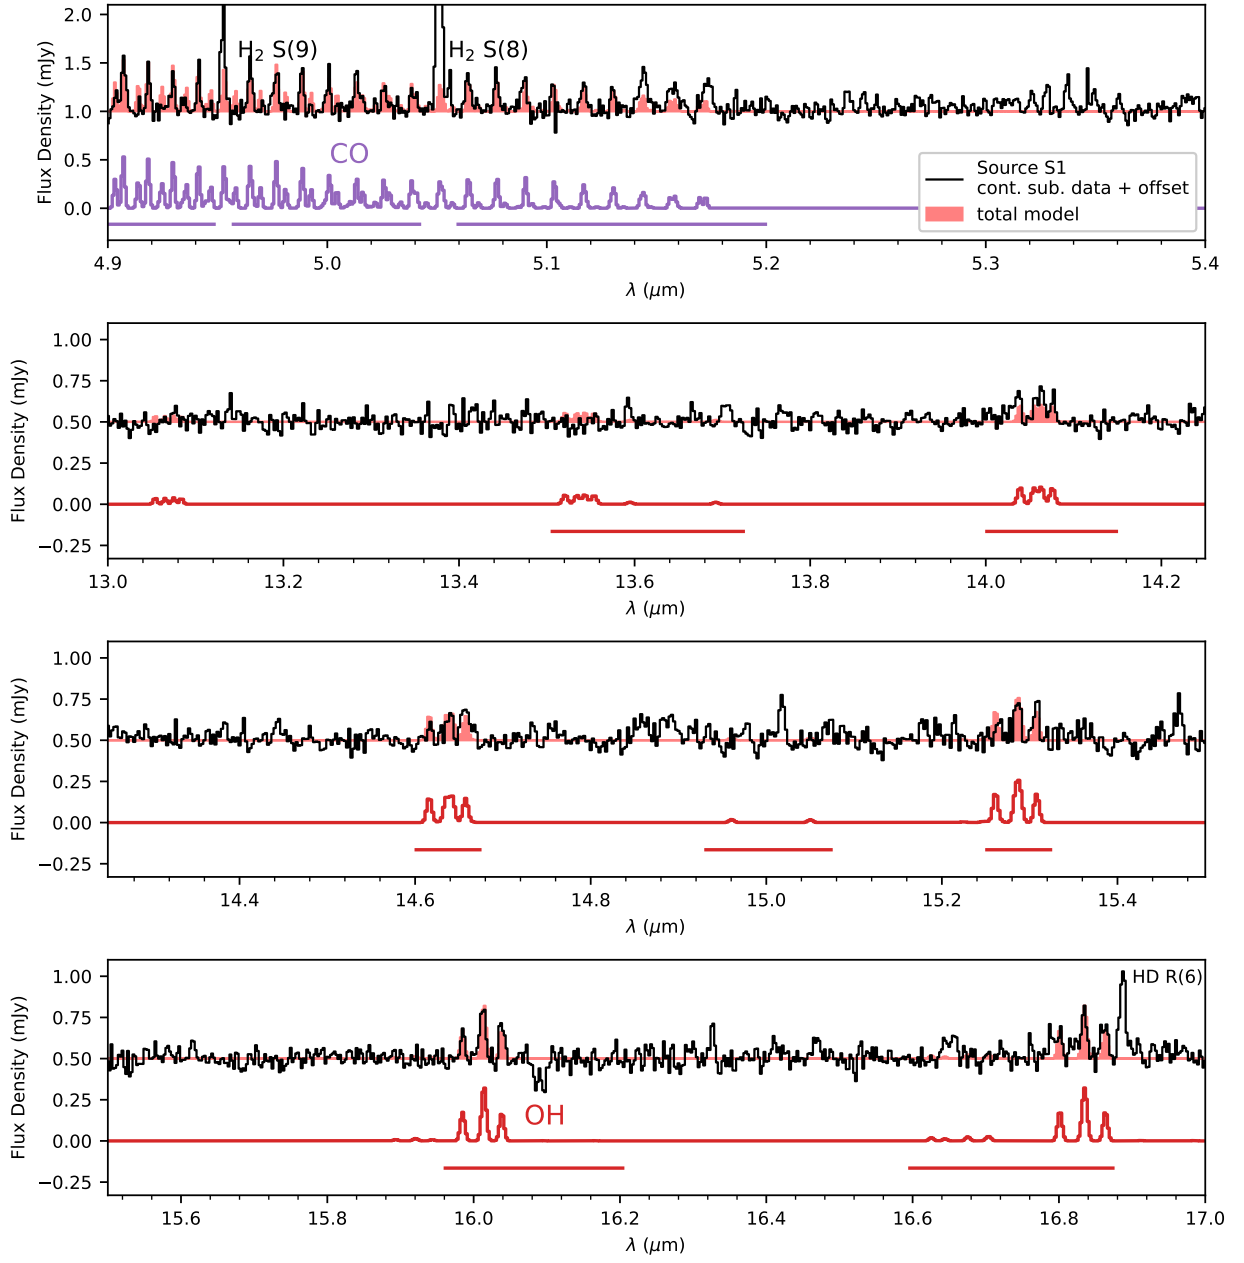 2.0
1.5
1.0
0.5
0.0
Flux Density (mJy)
H₂ S(9)
H₂ S(8)
CO
Source S1
cont. sub. data + offset
total model
4.9 5.0 5.1 5.2 5.3 5.4
λ (μm)
1.00
0.75
0.50
0.25
0.00
−0.25
Flux Density (mJy)
13.0 13.2 13.4 13.6 13.8 14.0 14.2
λ (μm)
1.00
0.75
0.50
0.25
0.00
−0.25
Flux Density (mJy)
14.4 14.6 14.8 15.0 15.2 15.4
λ (μm)
1.00
0.75
0.50
0.25
0.00
−0.25
Flux Density (mJy)
HD R(6)
OH
15.6 15.8 16.0 16.2 16.4 16.6 16.8 17.0
λ (μm)